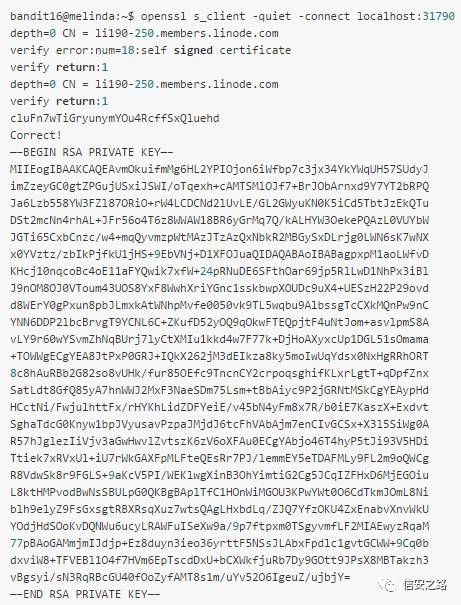 bandit16@melinda:~$ openssl s_client -quiet -connect localhost:31790
depth=0 CN = li190-250.members.linode.com
verify error:num=18:self signed certificate
verify return:1
depth=0 CN = li190-250.members.linode.com
verify return:1
cluFn7wTiGryunymYOu4RcffSxQluehd
Correct!
—–BEGIN RSA PRIVATE KEY—–
MIIEogIBAAKCAQEAvmOkuifmMg6HL2YPIOjon6iWfbp7c3jx34YkYWqUH57SUdyJ
imZzeyGC0gtZPGujUSxiJSWI/oTqexh+cAMTSMlOJf7+BrJObArnxd9Y7YT2bRPQ
Ja6Lzb558YW3FZl87ORiO+rW4LCDCNd2lUvLE/GL2GWyuKN0K5iCd5TbtJzEkQTu
DSt2mcNn4rhAL+JFr56o4T6z8WWAW18BR6yGrMq7Q/kALHYW3OekePQAzL0VUYbW
JGTi65CxbCnzc/w4+mqQyvmzpWtMAzJTzAzQxNbkR2MBGySxDLrjg0LWN6sK7wNX
x0YVztz/zbIkPjfkU1jHS+9EbVNj+D1XFOJuaQIDAQABAoIBABagpxpM1aoLWfvD
KHcj10nqcoBc4oE11aFYQwik7xfW+24pRNuDE6SFthOar69jp5RlLwD1NhPx3iBl
J9nOM8OJ0VToum43UOS8YxF8WwhXriYGnc1sskbwpXOUDc9uX4+UESzH22P29ovd
d8WErY0gPxun8pbJLmxkAtWNhpMvfe0050vk9TL5wqbu9AlbssgTcCXkMQnPw9nC
YNN6DDP2lbcBrvgT9YCNL6C+ZKufD52yOQ9qOkwFTEQpjtF4uNtJom+asvlpmS8A
vLY9r60wYSvmZhNqBUrj7lyCtXMIu1kkd4w7F77k+DjHoAXyxcUp1DGL51sOmama
+TOWWgECgYEA8JtPxP0GRJ+IQkX262jM3dEIkza8ky5moIwUqYdsx0NxHgRRhORT
8c8hAuRBb2G82so8vUHk/fur85OEfc9TncnCY2crpoqsghifKLxrLgtT+qDpfZnx
SatLdt8GfQ85yA7hnWWJ2MxF3NaeSDm75Lsm+tBbAiyc9P2jGRNtMSkCgYEAypHd
HCctNi/FwjulhttFx/rHYKhLidZDFYeiE/v45bN4yFm8x7R/b0iE7KaszX+Exdvt
SghaTdcG0Knyw1bpJVyusavPzpaJMjdJ6tcFhVAbAjm7enCIvGCSx+X3l5SiWg0A
R57hJglezIiVjv3aGwHwvlZvtszK6zV6oXFAu0ECgYAbjo46T4hyP5tJi93V5HDi
Ttiek7xRVxUl+iU7rWkGAXFpMLFteQEsRr7PJ/lemmEY5eTDAFMLy9FL2m9oQWCg
R8VdwSk8r9FGLS+9aKcV5PI/WEKlwgXinB3OhYimtiG2Cg5JCqIZFHxD6MjEGOiu
L8ktHMPvodBwNsSBULpG0QKBgBAplTfC1HOnWiMGOU3KPwYWt0O6CdTkmJOmL8Ni
blh9elyZ9FsGxsgtRBXRsqXuz7wtsQAgLHxbdLq/ZJQ7YfzOKU4ZxEnabvXnvWkU
YOdjHdSOoKvDQNWu6ucyLRAWFuISeXw9a/9p7ftpxm0TSgyvmfLF2MIAEwyzRqaM
77pBAoGAMmjmIJdjp+Ez8duyn3ieo36yrttF5NSsJLAbxFpdlc1gvtGCWW+9Cq0b
dxviW8+TFVEBl1O4f7HVm6EpTscdDxU+bCXWkfjuRb7Dy9GOtt9JPsX8MBTakzh3
vBgsyi/sN3RqRBcGU40fOoZyfAMT8s1m/uYv52O6IgeuZ/ujbjY=
—–END RSA PRIVATE KEY—–
信安之路